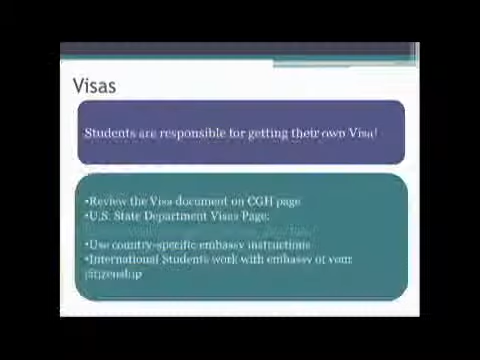 Visas
Students are responsible for getting their own Visa!
•Review the Visa document on CGH page
•U.S. State Department Visas Page:
•Use country-specific embassy instructions
•International Students work with embassy of your
citizenship